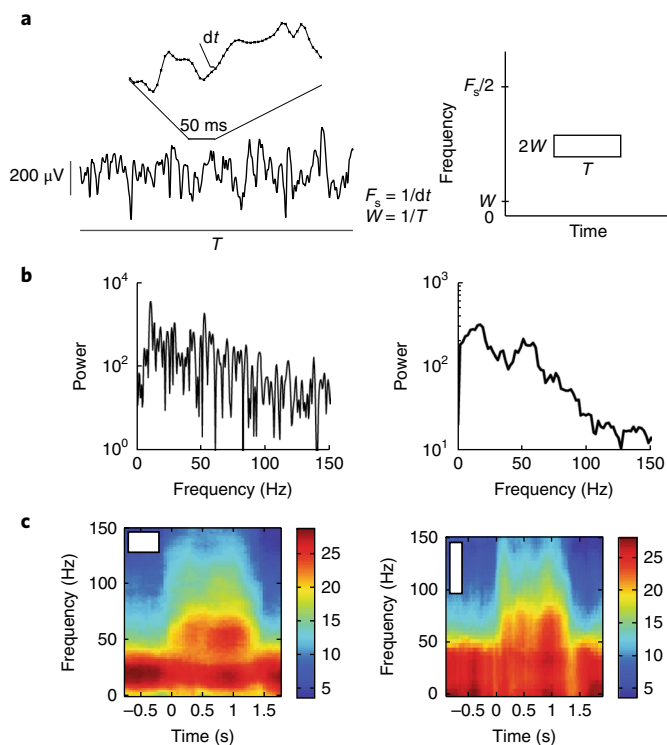 a
dt
50 ms
200 μV
T
Fs = 1/dt
W = 1/T
Frequency
Fs/2
2W
T
W
0
Time
b
Power
10^4
10^2
10^0
0 50 100 150
Frequency (Hz)
Power
10^3
10^2
10^1
0 50 100 150
Frequency (Hz)
c
Frequency (Hz)
150
100
50
0
−0.5 0 0.5 1 1.5
Time (s)
25
20
15
10
5
Frequency (Hz)
150
100
50
0
−0.5 0 0.5 1 1.5
Time (s)
25
20
15
10
5